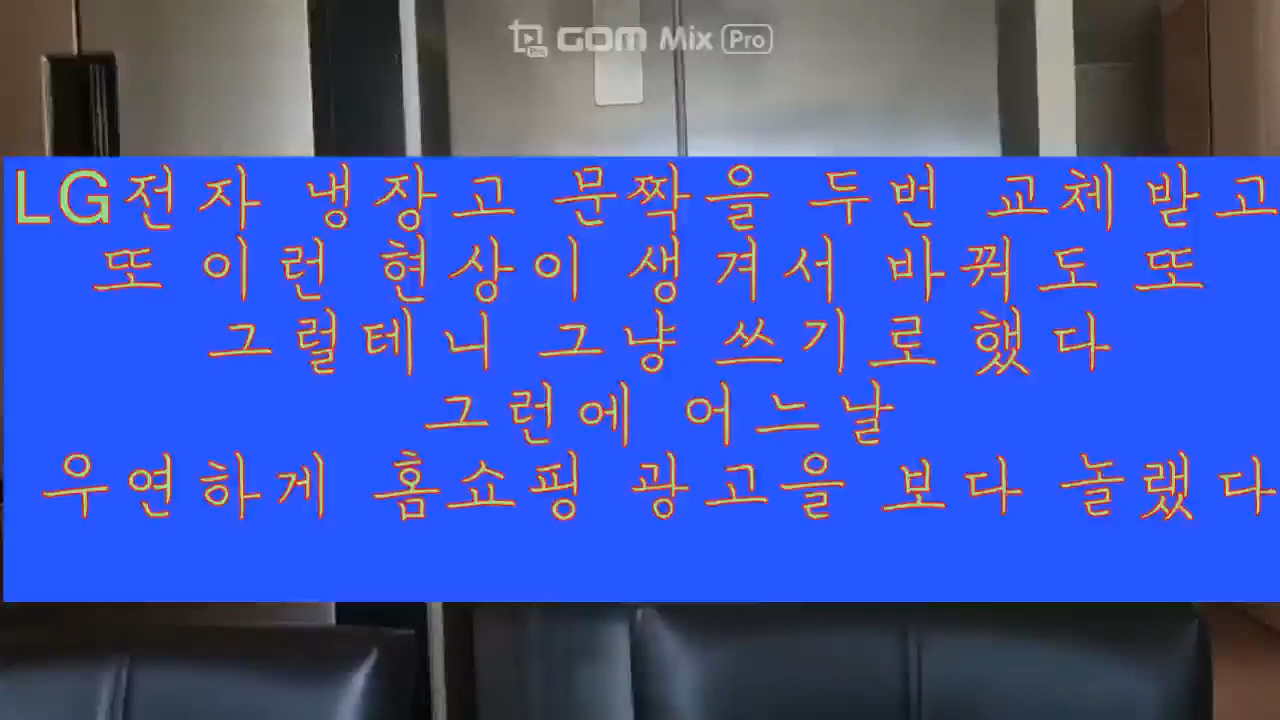 GOM Mix Pro
LG전자 냉장고 문짝을 두번 교체 받고
또 이런 현상이 생겨서 바꿔도 또
그럴테니 그냥 쓰기로 했다
그런에 어느날
우연하게 홈쇼핑 광고을 보다 놀랬다